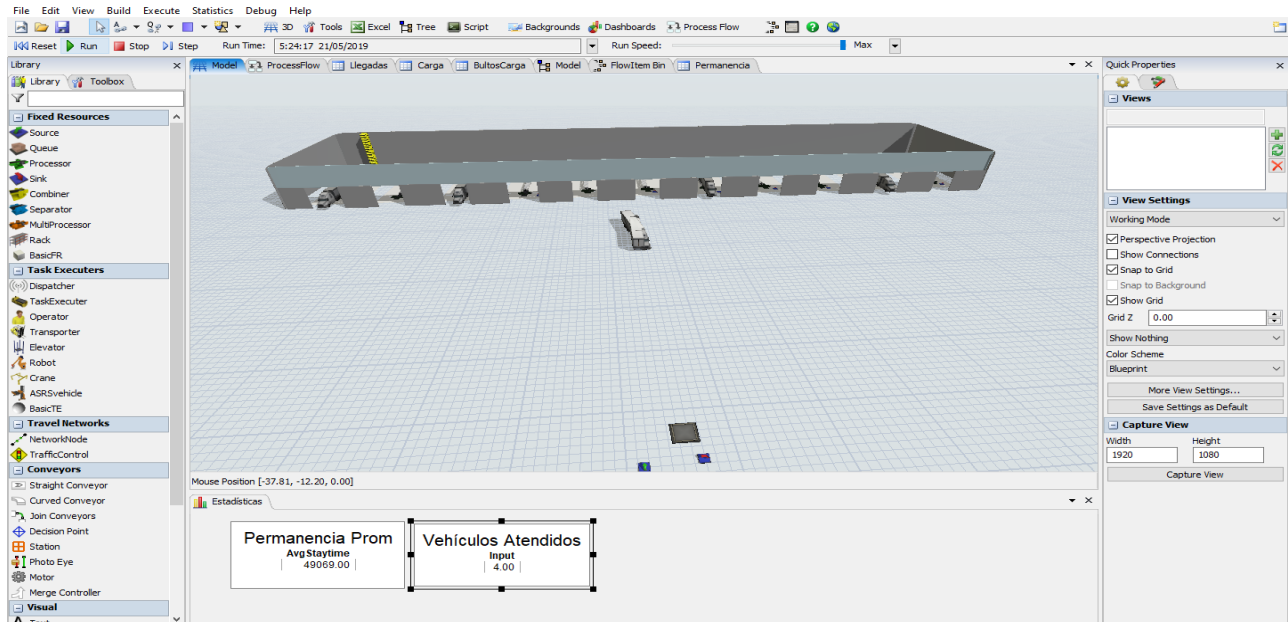 File Edit View Build Execute Statistics Debug Help
3D Tools Excel Tree Script Backgrounds Dashboards Process Flow
Reset Run Stop Step Run Time: 5:24:17 21/05/2019 Run Speed: Max
Library
Library Toolbox
Fixed Resources
Source
Queue
Processor
Sink
Combiner
Separator
MultiProcessor
Rack
BasicFR
Task Executers
Dispatcher
TaskExecuter
Operator
Transporter
Elevator
Robot
Crane
ASRSvehicle
BasicTE
Travel Networks
NetworkNode
TrafficControl
Conveyors
Straight Conveyor
Curved Conveyor
Join Conveyors
Decision Point
Station
Photo Eye
Motor
Merge Controller
Visual
Text
Model ProcessFlow Llegadas Carga BultosCarga Model FlowItem Bin Permanencia
Mouse Position [-37.81, -12.20, 0.00]
Estadísticas
Permanencia Prom
AvgStaytime
49069.00
Vehículos Atendidos
Input
4.00
Quick Properties
Views
View Settings
Working Mode
Perspective Projection
Show Connections
Snap to Grid
Snap to Background
Show Grid
Grid Z 0.00
Show Nothing
Color Scheme
Blueprint
More View Settings...
Save Settings as Default
Capture View
Width Height
1920 1080
Capture View